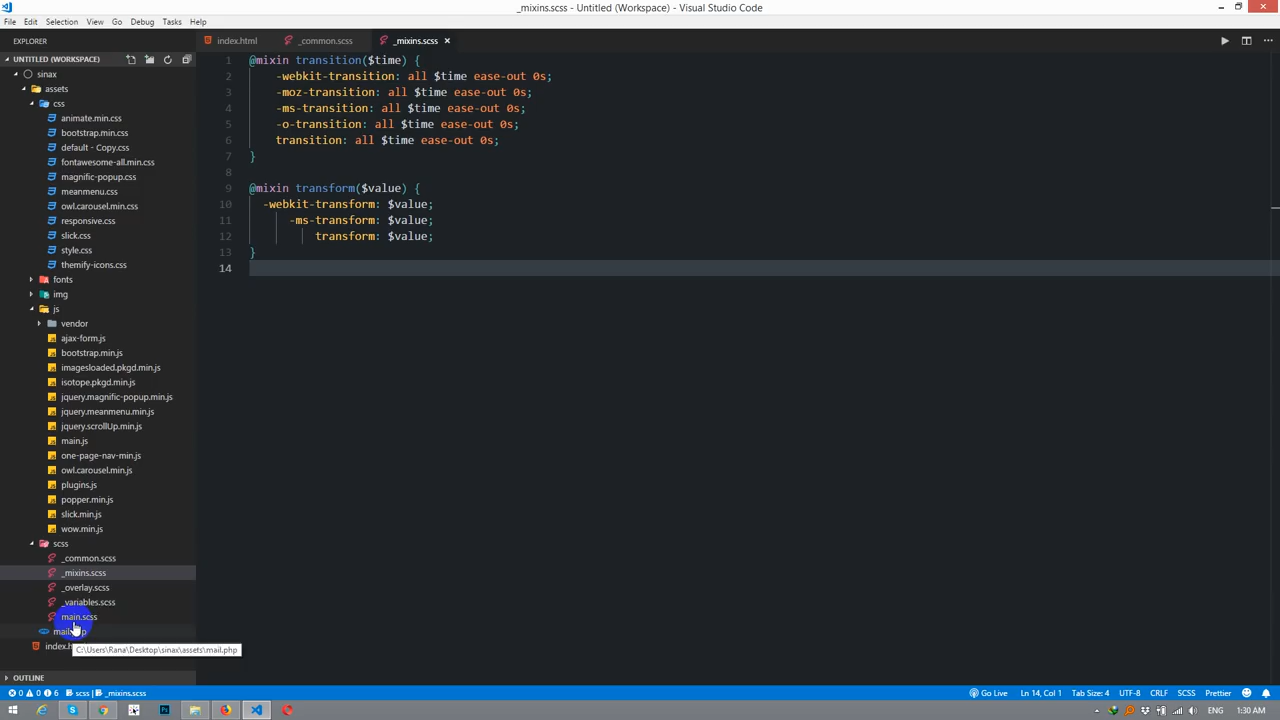 _mixins.scss - Untitled (Workspace) - Visual Studio Code
File Edit Selection View Go Debug Tasks Help
EXPLORER
index.html
_common.scss
_mixins.scss ×
UNTITLED (WORKSPACE)
sinax
assets
css
animate.min.css
bootstrap.min.css
default - Copy.css
fontawesome-all.min.css
magnific-popup.css
meanmenu.css
owl.carousel.min.css
responsive.css
slick.css
style.css
themify-icons.css
fonts
img
js
vendor
ajax-form.js
bootstrap.min.js
imagesloaded.pkgd.min.js
isotope.pkgd.min.js
jquery.magnific-popup.min.js
jquery.meanmenu.min.js
jquery.scrollUp.min.js
main.js
one-page-nav-min.js
owl.carousel.min.js
plugins.js
popper.min.js
slick.min.js
wow.min.js
scss
_common.scss
_mixins.scss
_overlay.scss
_variables.scss
main.scss
C:\Users\Rana\Desktop\sinax\assets\mail.php
OUTLINE
1 @mixin transition($time) {
2 -webkit-transition: all $time ease-out 0s;
3 -moz-transition: all $time ease-out 0s;
4 -ms-transition: all $time ease-out 0s;
5 -o-transition: all $time ease-out 0s;
6 transition: all $time ease-out 0s;
7 }
8
9 @mixin transform($value) {
10 -webkit-transform: $value;
11 -ms-transform: $value;
12 transform: $value;
13 }
14
0 0 6 scss | _mixins.scss
Go Live Ln 14, Col 1 Tab Size: 4 UTF-8 CRLF SCSS Prettier
ENG 1:30 AM